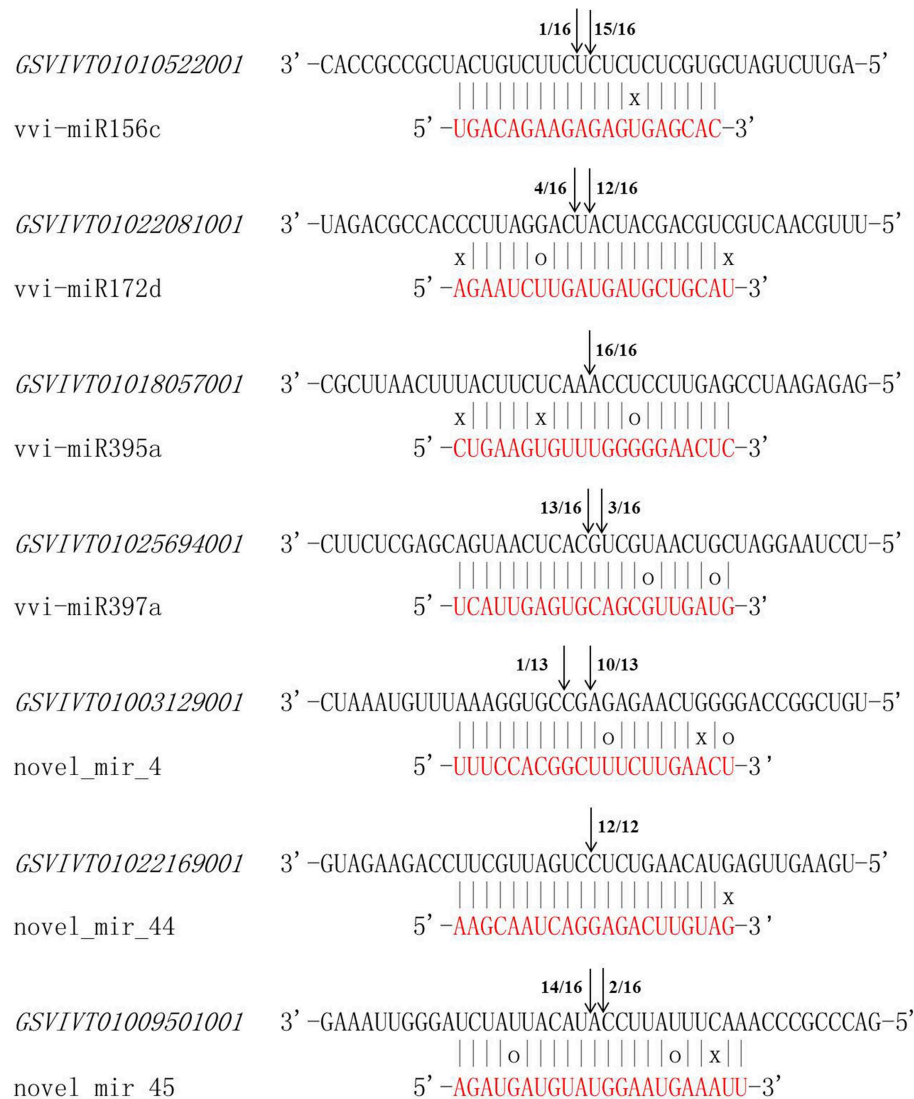 1/16 15/16
GSVIVT01010522001 3'-CACCGCCGCUACUGUCUUCUCUCUCUCGUGCUAGUCUUGA-5'
|||||||||||||x||||||
vvi-miR156c 5'-UGACAGAAGAGAGUGAGCAC-3'
4/16 12/16
GSVIVT01022081001 3'-UAGACGCCACCCUUAGGACUACUACGACGUCGUCAACGUUU-5'
x|||||o|||||||||||||x
vvi-miR172d 5'-AGAAUCUUGAUGAUGCUGCAU-3'
16/16
GSVIVT01018057001 3'-CGCUUAACUUUACUUCUCAAACCUCCUUGAGCCUAAGAGAG-5'
x|||||x||||||o|||||||
vvi-miR395a 5'-CUGAAGUGUUUGGGGGAACUC-3'
13/16 3/16
GSVIVT01025694001 3'-CUUCUCGAGCAGUAACUCACGUCGUAACUGCUAGGAAUCCU-5'
||||||||||||||o||||o|
vvi-miR397a 5'-UCAUUGAGUGCAGCGUUGAUG-3'
1/13 10/13
GSVIVT01003129001 3'-CUAAAUGUUUAAAGGUGCCGAGAGAACUGGGGACCGGCUGU-5'
|||||||||||o||||||x|o
novel_mir_4 5'-UUUCCACGGCUUUCUUGAACU-3'
12/12
GSVIVT01022169001 3'-GUAGAAGACCUUCGUUAGUCCUCUGAACAUGAGUUGAAGU-5'
||||||||||||||||||||x
novel_mir_44 5'-AAGCAAUCAGGAGACUUGUAG-3'
14/16 2/16
GSVIVT01009501001 3'-GAAAUUGGGAUCUAUUACAUACCUUAUUUCAAACCCGCCCAG-5'
||||o|||||||||||o||x||
novel mir 45 5'-AGAUGAUGUAUGGAAUGAAAUU-3'